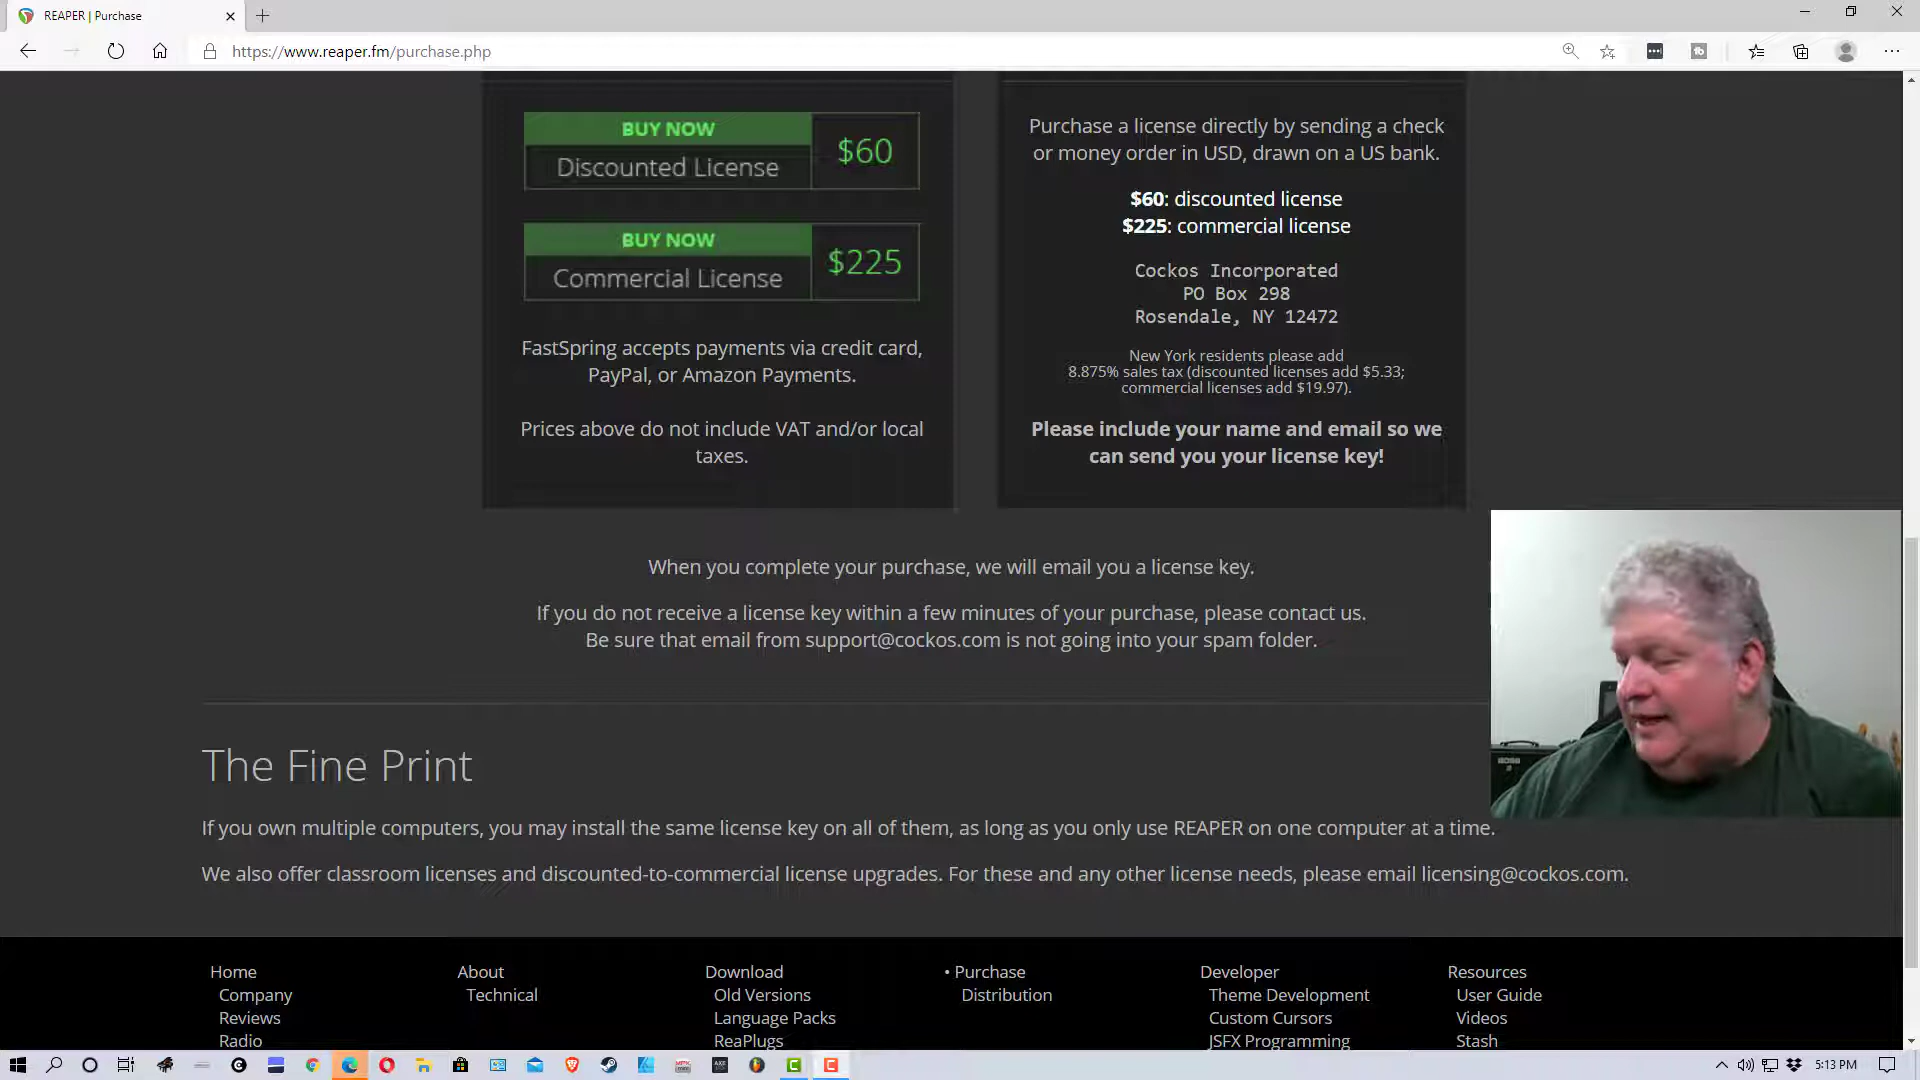 REAPER | Purchase
https://www.reaper.fm/purchase.php
BUY NOW
Discounted License
$60
BUY NOW
Commercial License
$225
FastSpring accepts payments via credit card,
PayPal, or Amazon Payments.
Prices above do not include VAT and/or local
taxes.
Purchase a license directly by sending a check
or money order in USD, drawn on a US bank.
$60: discounted license
$225: commercial license
Cockos Incorporated
PO Box 298
Rosendale, NY 12472
New York residents please add
8.875% sales tax (discounted licenses add $5.33;
commercial licenses add $19.97).
Please include your name and email so we
can send you your license key!
When you complete your purchase, we will email you a license key.
If you do not receive a license key within a few minutes of your purchase, please contact us.
Be sure that email from support@cockos.com is not going into your spam folder.
BOSS
The Fine Print
If you own multiple computers, you may install the same license key on all of them, as long as you only use REAPER on one computer at a time.
We also offer classroom licenses and discounted-to-commercial license upgrades. For these and any other license needs, please email licensing@cockos.com.
Home
Company
Reviews
Radio
About
Technical
Download
Old Versions
Language Packs
ReaPlugs
• Purchase
Distribution
Developer
Theme Development
Custom Cursors
JSFX Programming
Resources
User Guide
Videos
Stash
5:13 PM